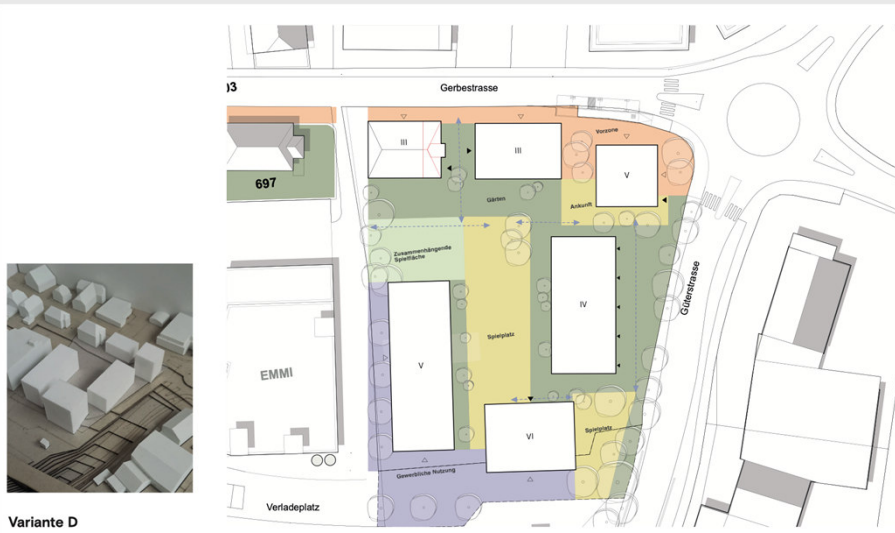 )3
Gerbestrasse
III
III
Vorzone
V
697
Gärten
Ankunft
Zusammenhängende
Spielfläche
Güterstrasse
IV
EMMI
Spielplatz
V
VI
Spielplatz
Gewerbliche Nutzung
Verladeplatz
Variante D